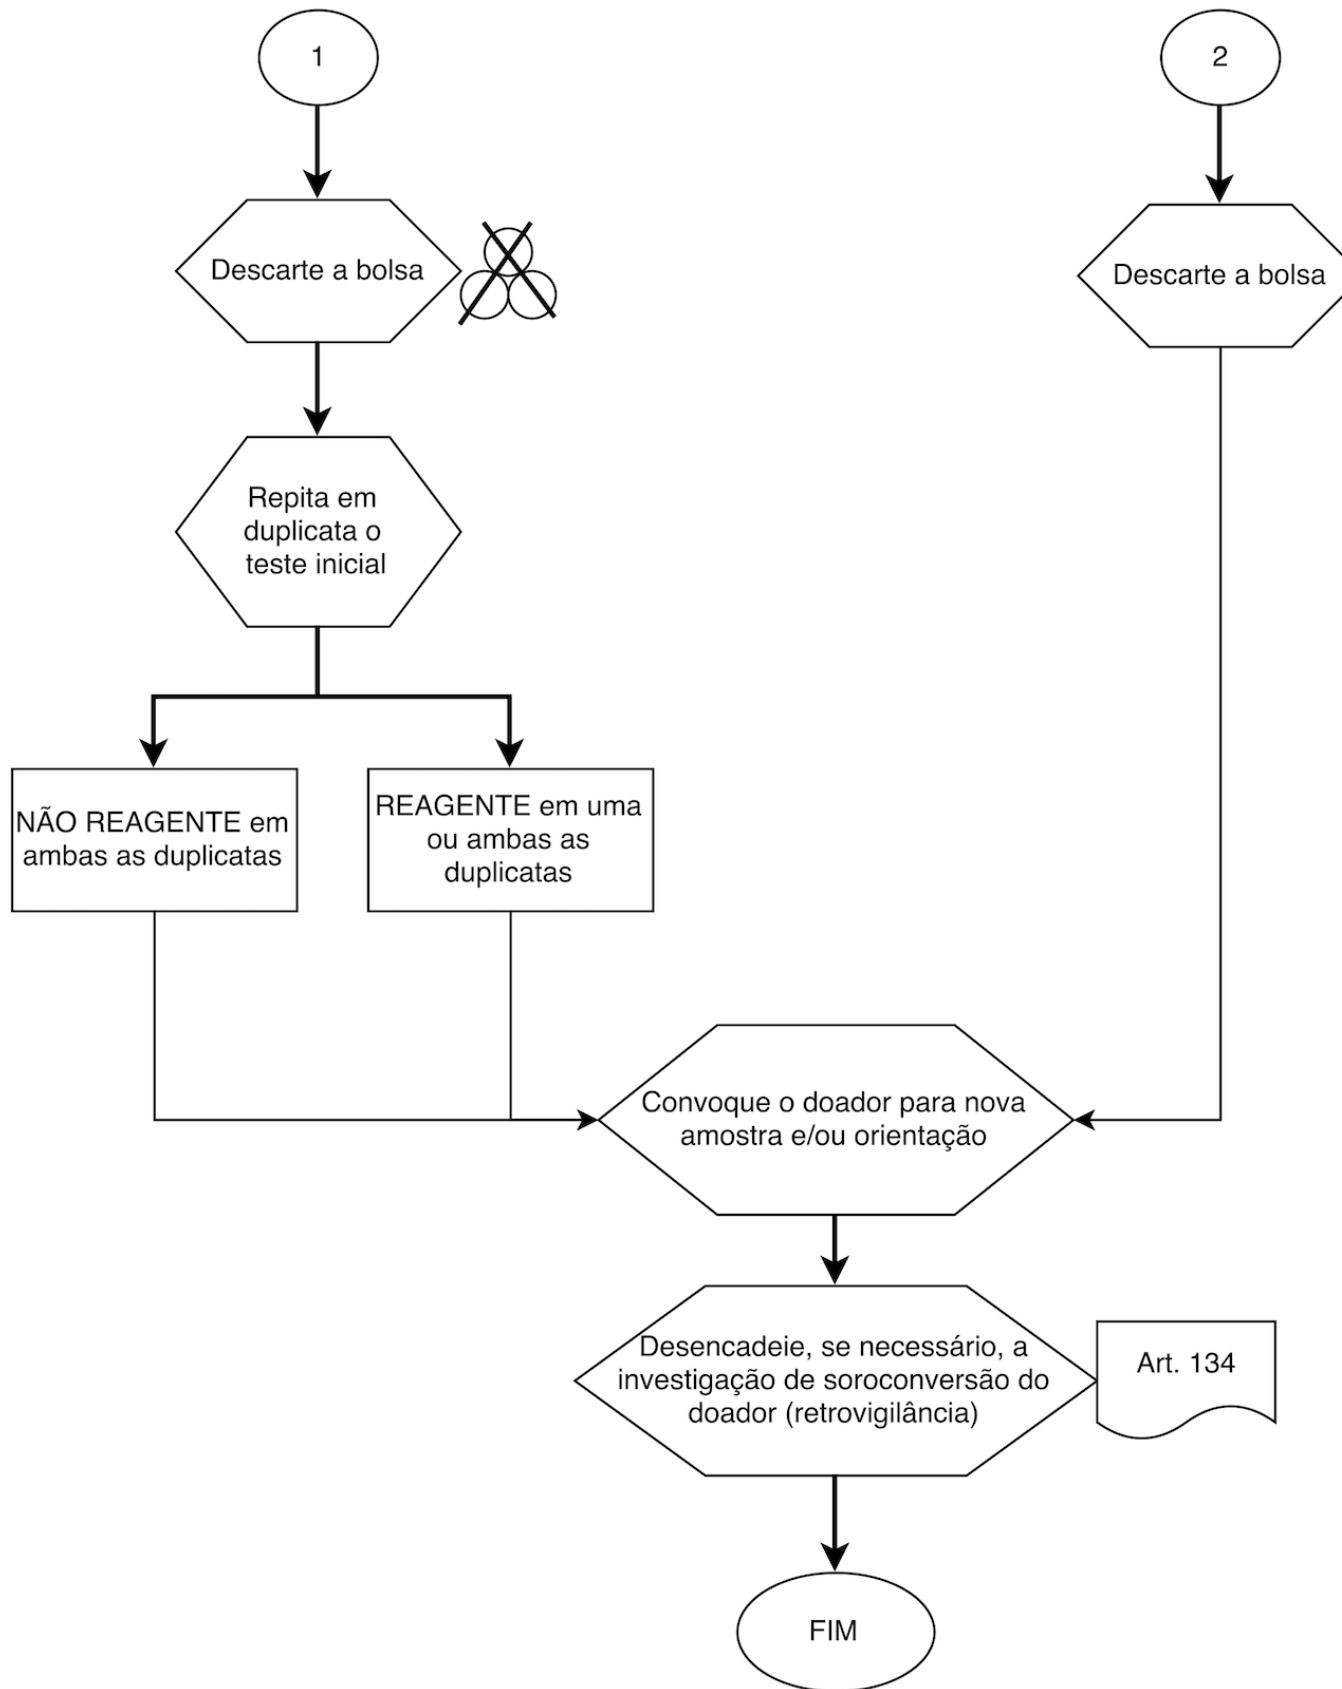 1
2
Descarte a bolsa
Descarte a bolsa
Repita em
duplicata o
teste inicial
NÃO REAGENTE em
ambas as duplicatas
REAGENTE em uma
ou ambas as
duplicatas
Convoque o doador para nova
amostra e/ou orientação
Desencadeie, se necessário, a
investigação de soroconversão do
doador (retrovigilância)
Art. 134
FIM